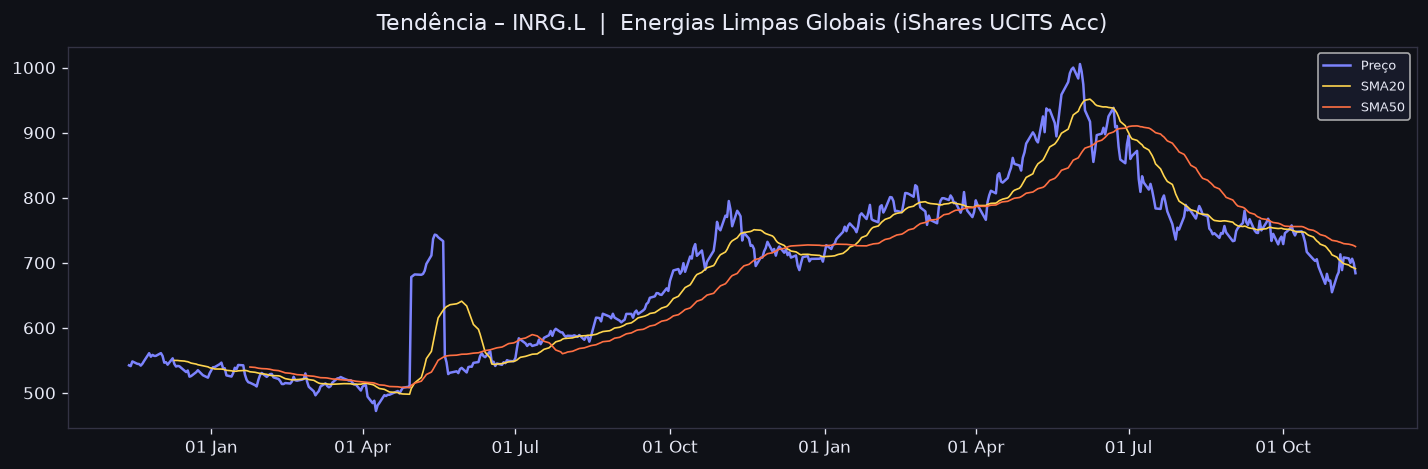 Tendência – INRG.L | Energias Limpas Globais (iShares UCITS Acc)
Preço
SMA20
SMA50
1000
900
800
700
600
500
01 Jan
01 Apr
01 Jul
01 Oct
01 Jan
01 Apr
01 Jul
01 Oct